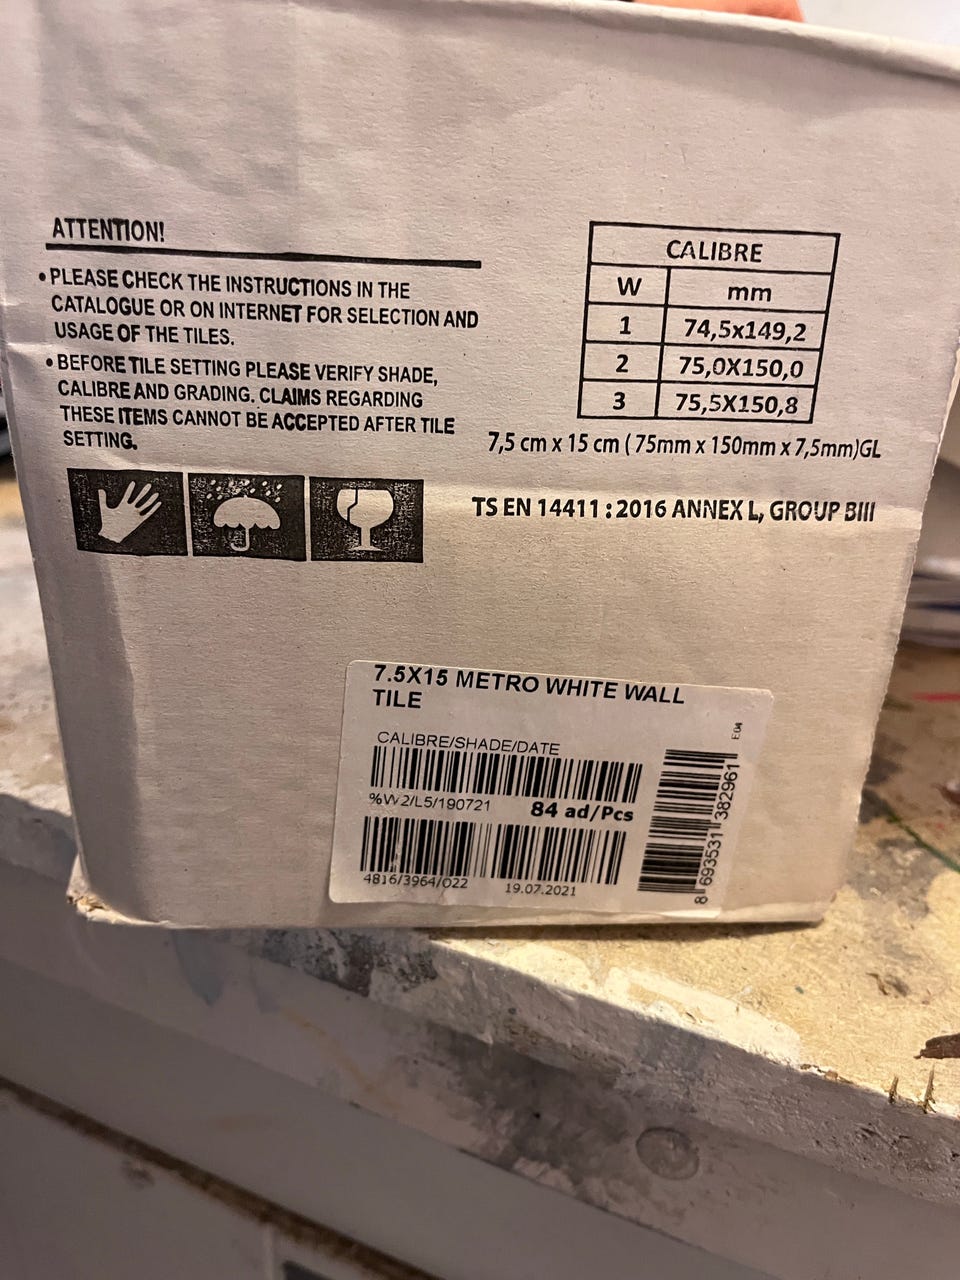 ATTENTION!
• PLEASE CHECK THE INSTRUCTIONS IN THE
CATALOGUE OR ON INTERNET FOR SELECTION AND
USAGE OF THE TILES.
• BEFORE TILE SETTING PLEASE VERIFY SHADE,
CALIBRE AND GRADING. CLAIMS REGARDING
THESE ITEMS CANNOT BE ACCEPTED AFTER TILE
SETTING.
CALIBRE
W mm
1 74,5x149,2
2 75,0X150,0
3 75,5X150,8
7,5 cm x 15 cm ( 75mm x 150mm x 7,5mm)GL
TS EN 14411 : 2016 ANNEX L, GROUP BIII
7.5X15 METRO WHITE WALL
TILE
CALIBRE/SHADE/DATE
%W2/L5/190721 84 ad/Pcs
4816/3964/022 19.07.2021
8 693531 382961
E04